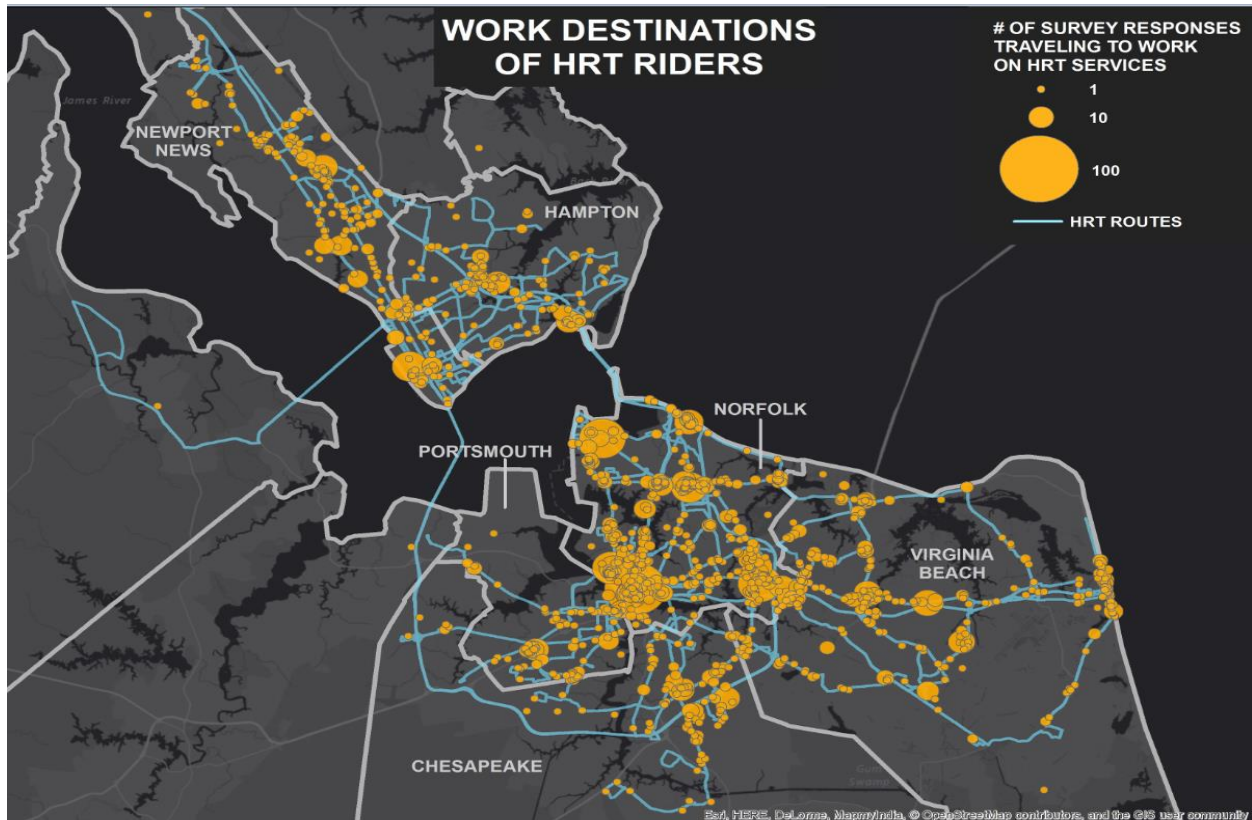 WORK DESTINATIONS
OF HRT RIDERS
# OF SURVEY RESPONSES
TRAVELING TO WORK
ON HRT SERVICES
1
10
100
HRT ROUTES
James River
NEWPORT
NEWS
HAMPTON
NORFOLK
PORTSMOUTH
VIRGINIA
BEACH
CHESAPEAKE
Swamp
Esri, HERE, DeLorme, MapmyIndia, © OpenStreetMap contributors, and the GIS user community